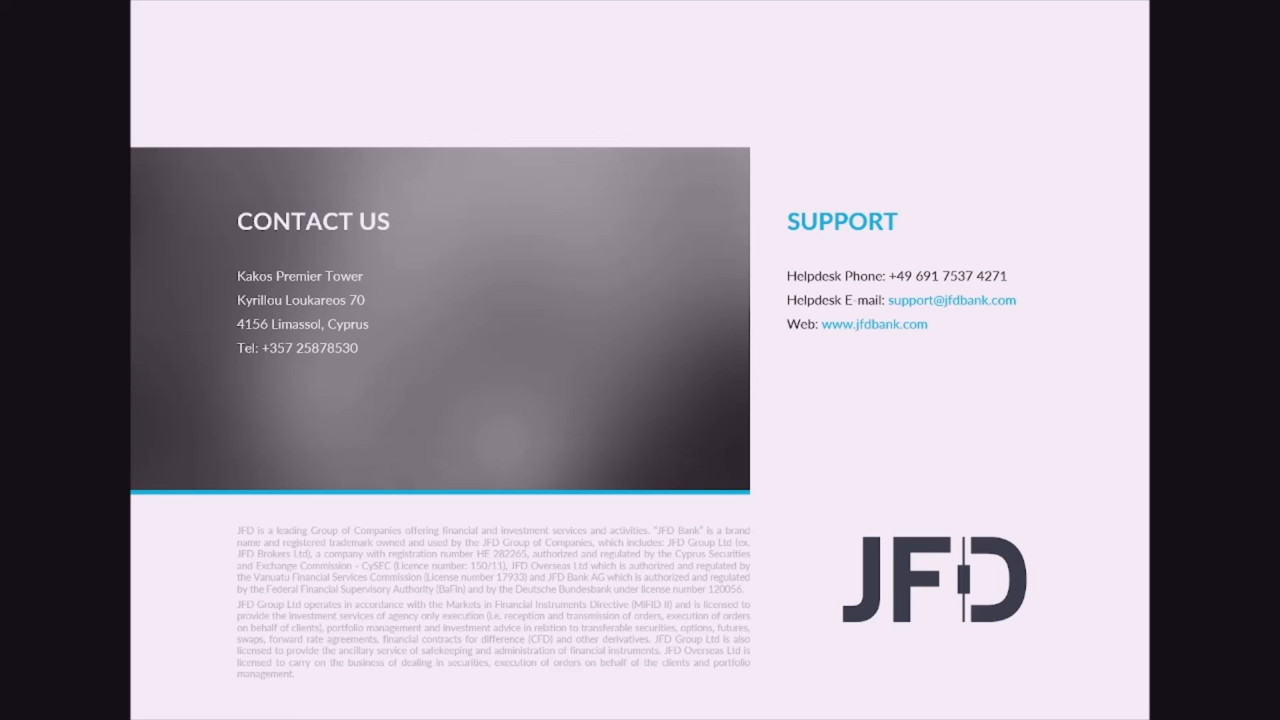 CONTACT US
Kakos Premier Tower
Kyrillou Loukareos 70
4156 Limassol, Cyprus
Tel: +357 25878530
SUPPORT
Helpdesk Phone: +49 691 7537 4271
Helpdesk E-mail: support@jfdbank.com
Web: www.jfdbank.com
JFD is a leading Group of Companies offering financial and investment services and activities. "JFD Bank" is a brand
name and registered trademark owned and used by the JFD Group of Companies, which includes: JFD Group Ltd (ex.
JFD Brokers Ltd), a company with registration number HE 282265, authorized and regulated by the Cyprus Securities
and Exchange Commission - CySEC (Licence number: 150/11), JFD Overseas Ltd which is authorized and regulated by
the Vanuatu Financial Services Commission (License number 17933) and JFD Bank AG which is authorized and regulated
by the Federal Financial Supervisory Authority (BaFin) and by the Deutsche Bundesbank under license number 120056.
JFD Group Ltd operates in accordance with the Markets in Financial Instruments Directive (MiFID II) and is licensed to
provide the investment services of agency only execution (i.e. reception and transmission of orders, execution of orders
on behalf of clients), portfolio management and investment advice in relation to transferable securities, options, futures,
swaps, forward rate agreements, financial contracts for difference (CFD) and other derivatives. JFD Group Ltd is also
licensed to provide the ancillary service of safekeeping and administration of financial instruments. JFD Overseas Ltd is
licensed to carry on the business of dealing in securities, execution of orders on behalf of the clients and portfolio
management.
JFD